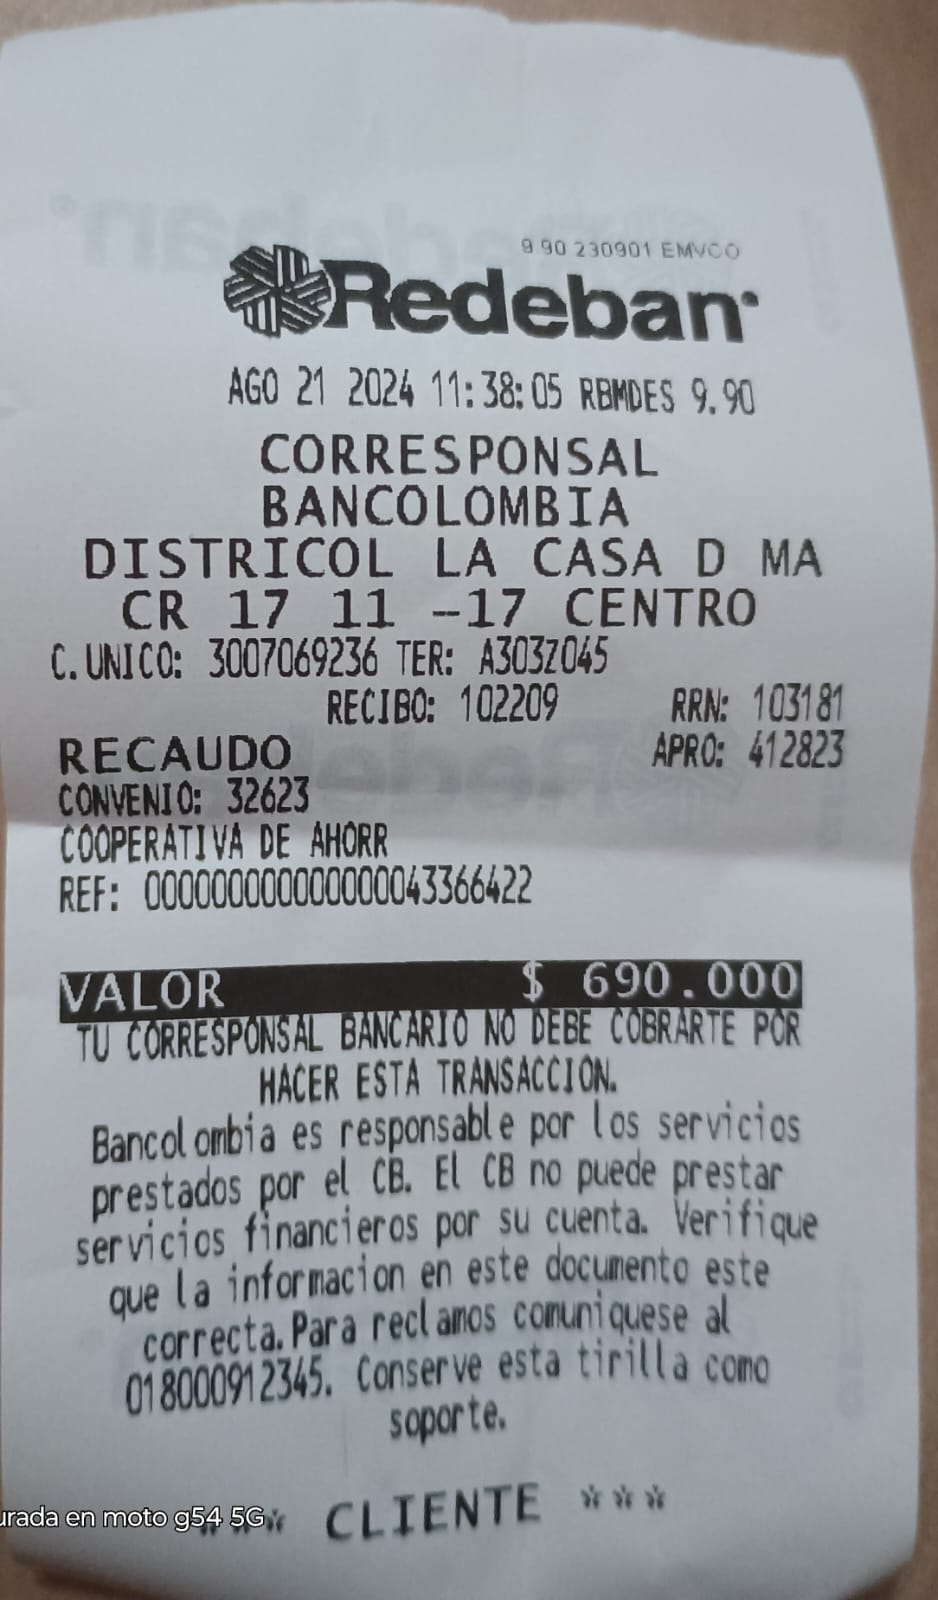 9 90 230901 EMVCO
Redeban
AGO 21 2024 11:38:05 RBMDES 9.90
CORRESPONSAL
BANCOLOMBIA
DISTRICOL LA CASA D MA
CR 17 11 -17 CENTRO
C.UNICO: 3007069236 TER: A303Z045
RECIBO: 102209 RRN: 103181
RECAUDO APRO: 412823
CONVENIO: 32623
COOPERATIVA DE AHORR
REF: 000000000000000043366422
VALOR $ 690.000
TU CORRESPONSAL BANCARIO NO DEBE COBRARTE POR
HACER ESTA TRANSACCION.
Bancolombia es responsable por los servicios
prestados por el CB. El CB no puede prestar
servicios financieros por su cuenta. Verifique
que la informacion en este documento este
correcta.Para reclamos comuniquese al
018000912345. Conserve esta tirilla como
soporte.
*** CLIENTE ***
urada en moto g54 5G